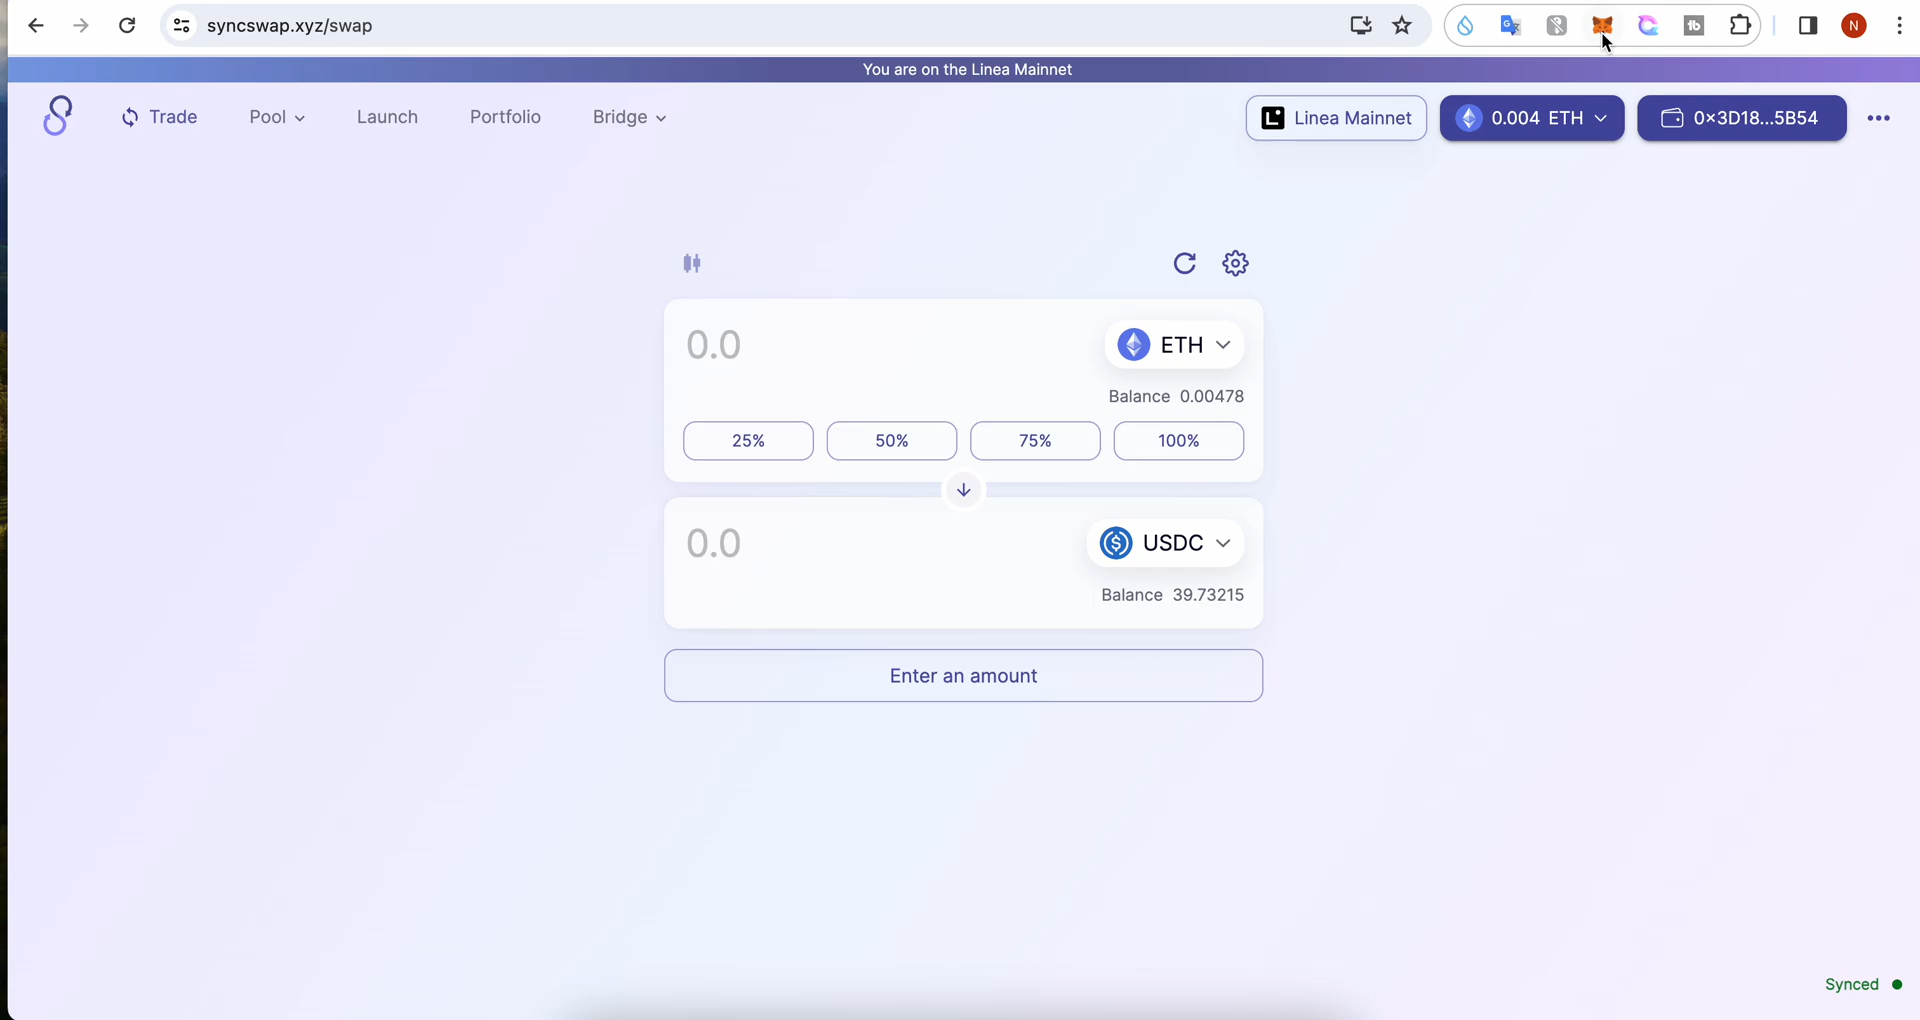 syncswap.xyz/swap
N
You are on the Linea Mainnet
Trade
Pool
Launch
Portfolio
Bridge
Linea Mainnet
0.004 ETH
0×3D18...5B54
0.0
ETH
Balance 0.00478
25%
50%
75%
100%
0.0
USDC
Balance 39.73215
Enter an amount
Synced